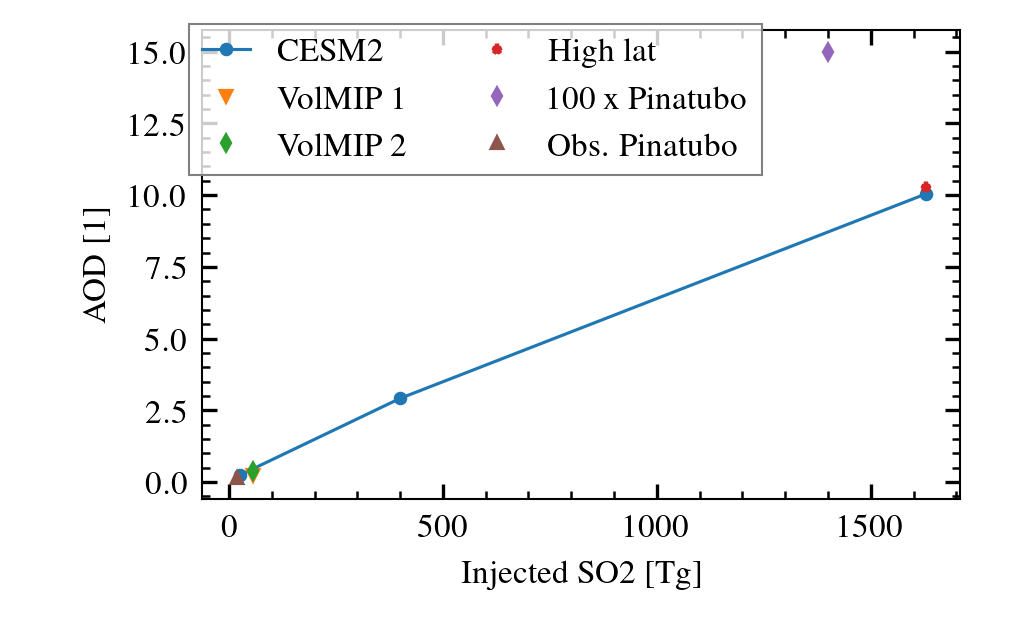 CESM2
VolMIP 1
VolMIP 2
High lat
100 x Pinatubo
Obs. Pinatubo
15.0
12.5
10.0
7.5
5.0
2.5
0.0
AOD [1]
0 500 1000 1500
Injected SO2 [Tg]